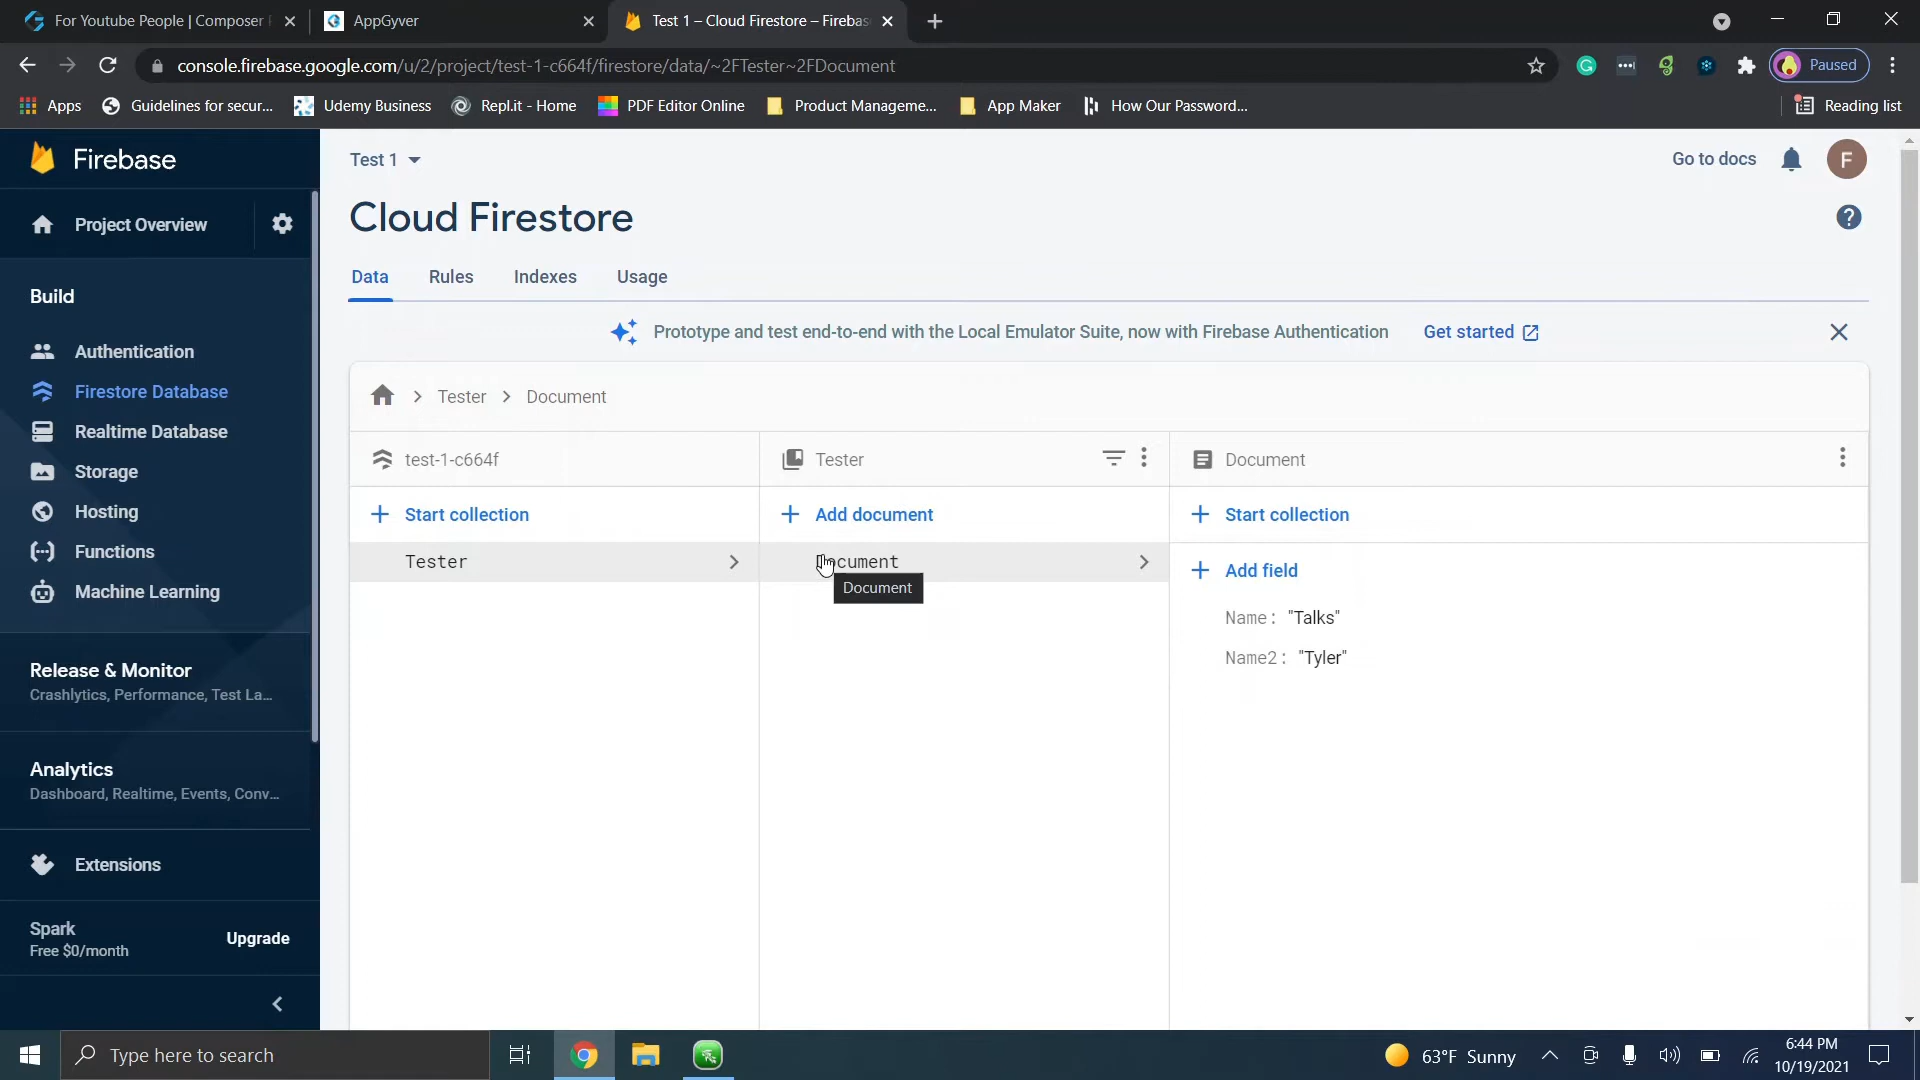 For Youtube People | Composer
AppGyver
Test 1 – Cloud Firestore – Firebas
console.firebase.google.com/u/2/project/test-1-c664f/firestore/data/~2FTester~2FDocument
Paused
Apps
Guidelines for secur...
Udemy Business
Repl.it - Home
PDF Editor Online
Product Manageme...
App Maker
How Our Password...
Reading list
Firebase
Test 1
Go to docs
F
Project Overview
Cloud Firestore
Data
Rules
Indexes
Usage
Build
Prototype and test end-to-end with the Local Emulator Suite, now with Firebase Authentication
Get started
Authentication
Firestore Database
Realtime Database
Storage
Hosting
Functions
Machine Learning
Tester
Document
test-1-c664f
Tester
Document
Start collection
Add document
Start collection
Tester
Document
Document
Add field
Name: "Talks"
Name2: "Tyler"
Release & Monitor
Crashlytics, Performance, Test La...
Analytics
Dashboard, Realtime, Events, Conv...
Extensions
Spark
Free $0/month
Upgrade
Type here to search
63°F Sunny
6:44 PM
10/19/2021